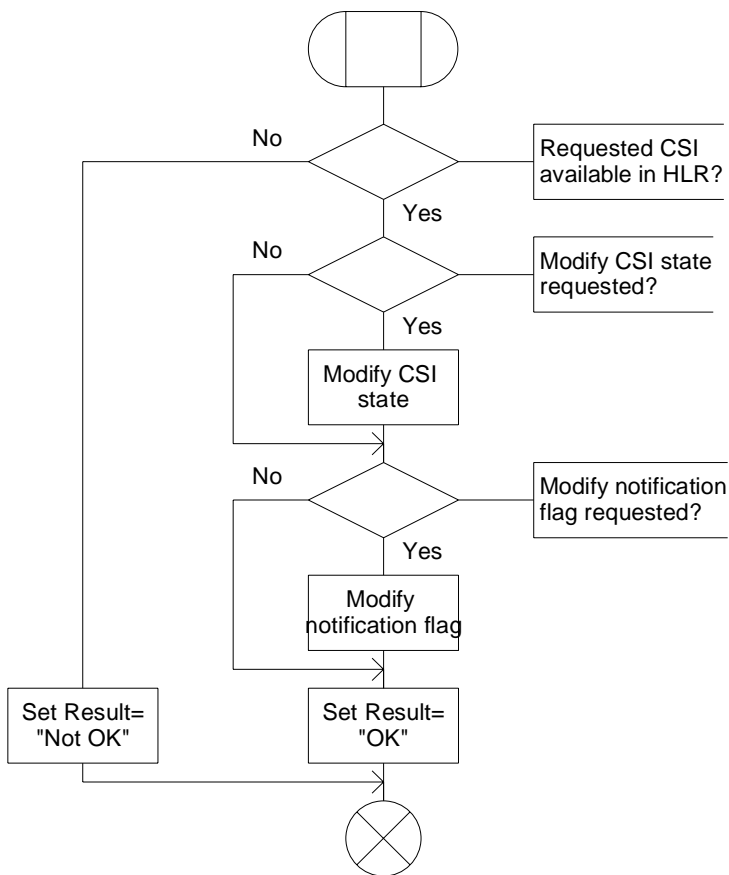 No
Requested CSI
available in HLR?
Yes
No
Modify CSI state
requested?
Yes
Modify CSI
state
No
Modify notification
flag requested?
Yes
Modify
notification flag
Set Result=
"Not OK"
Set Result=
"OK"